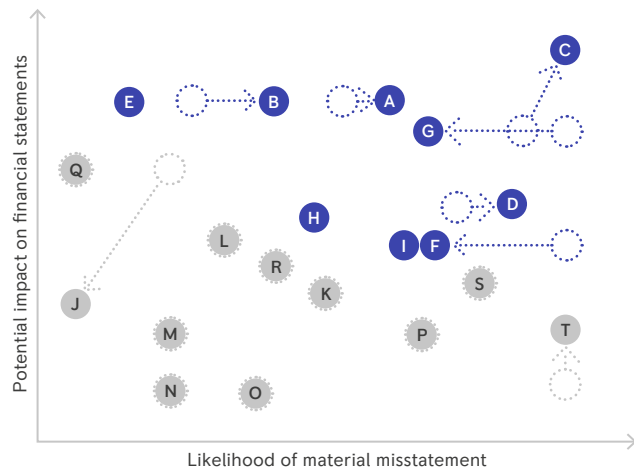 Potential impact on financial statements
C
E
B
A
G
Q
D
H
L
I
F
R
S
K
J
M
P
T
N
O
Likelihood of material misstatement